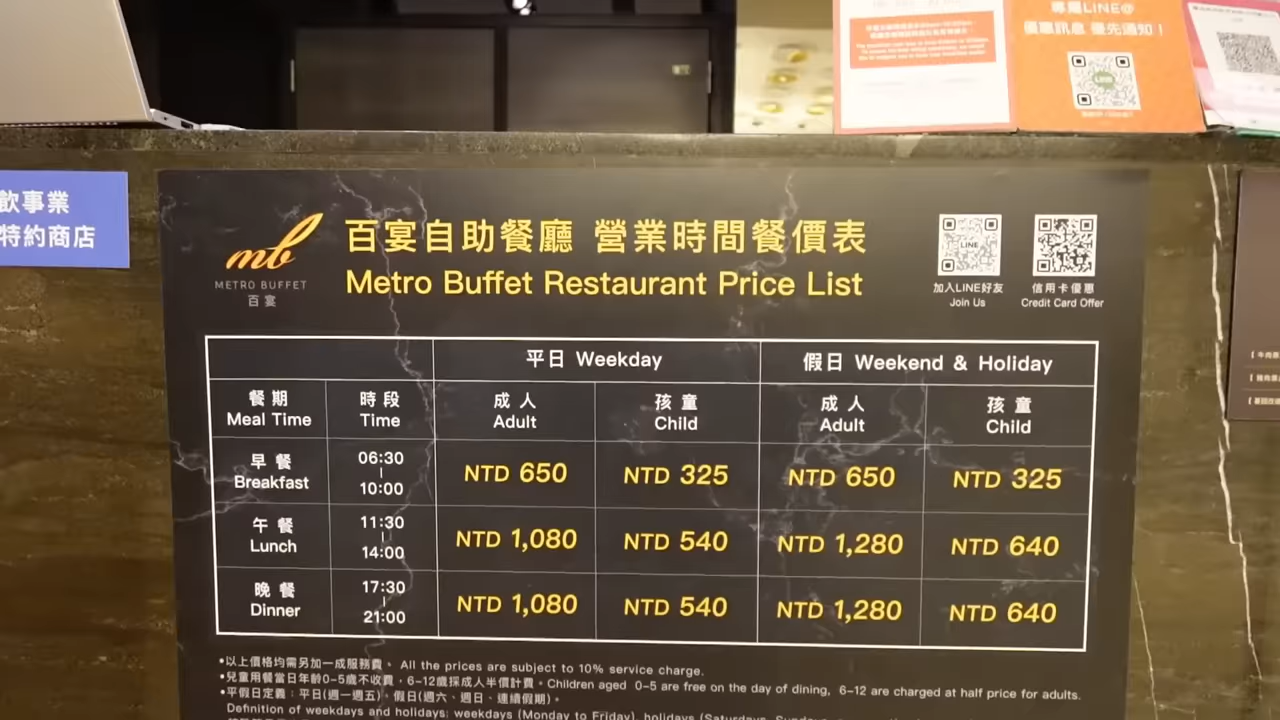 專屬LINE@
優惠訊息 優先通知！
LINE
飲事業
特約商店
mb
METRO BUFFET
百宴
百宴自助餐廳 營業時間餐價表
Metro Buffet Restaurant Price List
LINE
加入LINE好友
Join Us
信用卡優惠
Credit Card Offer
平日 Weekday
假日 Weekend & Holiday
餐期
Meal Time
時段
Time
成人
Adult
孩童
Child
成人
Adult
孩童
Child
早餐
Breakfast
06:30
10:00
NTD 650
NTD 325
NTD 650
NTD 325
午餐
Lunch
11:30
14:00
NTD 1,080
NTD 540
NTD 1,280
NTD 640
晚餐
Dinner
17:30
21:00
NTD 1,080
NTD 540
NTD 1,280
NTD 640
•以上價格均需另加一成服務費。 All the prices are subject to 10% service charge.
•兒童用餐當日年齡0-5歲不收費，6-12歲採成人半價計費。Children aged 0-5 are free on the day of dining, 6-12 are charged at half price for adults.
•平假日定義：平日(週一週五)。假日(週六、週日、連續假期)。
Definition of weekdays and holidays: weekdays (Monday to Friday), holidays (Saturdays, Sundays